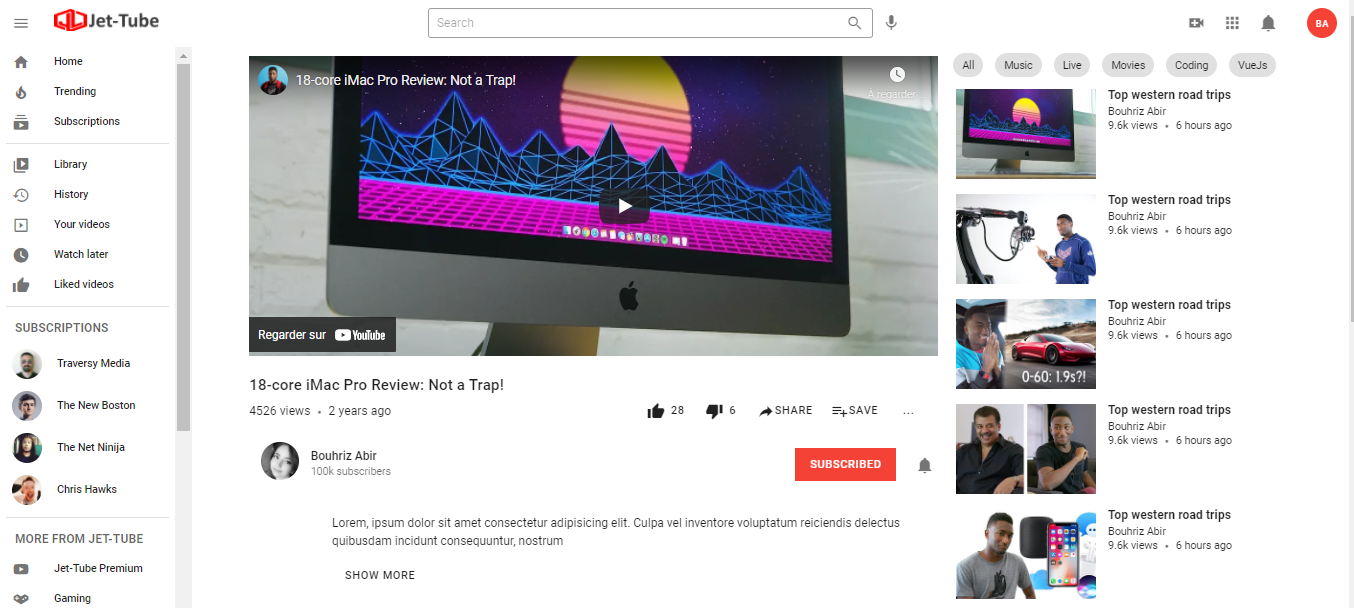 Jet-Tube
Search
BA
Home
Trending
Subscriptions
Library
History
Your videos
Watch later
Liked videos
SUBSCRIPTIONS
Traversy Media
The New Boston
The Net Ninija
Chris Hawks
MORE FROM JET-TUBE
Jet-Tube Premium
Gaming
18-core iMac Pro Review: Not a Trap!
À regarder
Regarder sur YouTube
18-core iMac Pro Review: Not a Trap!
4526 views • 2 years ago
28
6
SHARE
SAVE
...
Bouhriz Abir
100k subscribers
SUBSCRIBED
Lorem, ipsum dolor sit amet consectetur adipisicing elit. Culpa vel inventore voluptatum reiciendis delectus
quibusdam incidunt consequuntur, nostrum
SHOW MORE
All
Music
Live
Movies
Coding
VueJs
Top western road trips
Bouhriz Abir
9.6k views • 6 hours ago
Top western road trips
Bouhriz Abir
9.6k views • 6 hours ago
0-60: 1.9s?!
Top western road trips
Bouhriz Abir
9.6k views • 6 hours ago
Top western road trips
Bouhriz Abir
9.6k views • 6 hours ago
Top western road trips
Bouhriz Abir
9.6k views • 6 hours ago